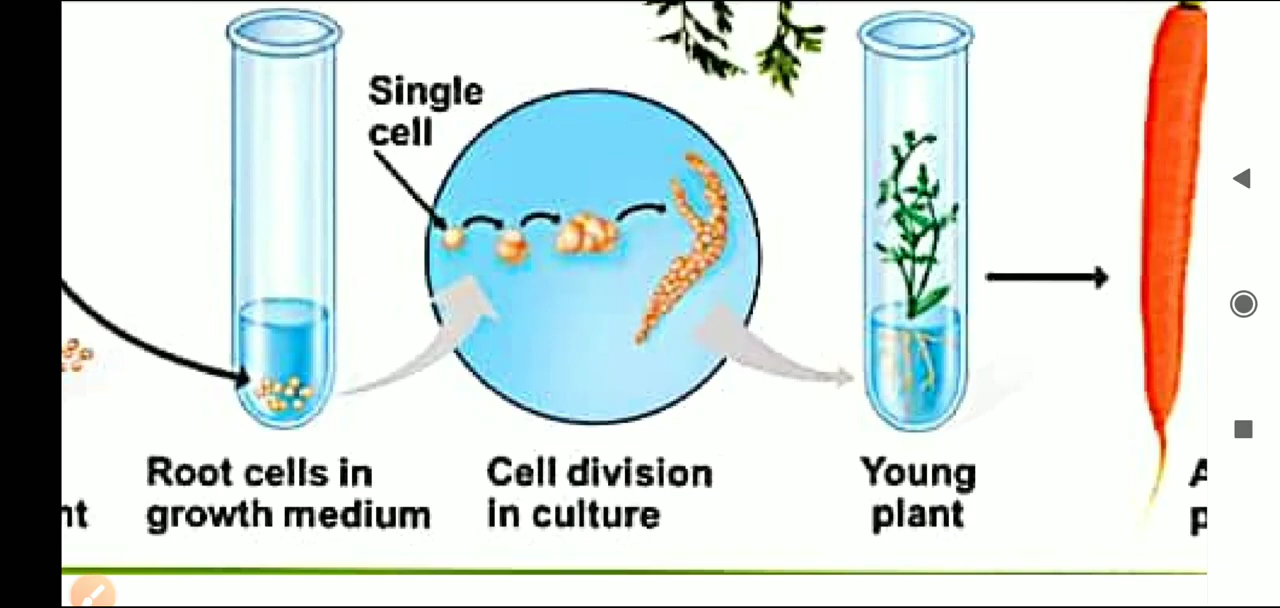 Single
cell
Root cells in
growth medium
Cell division
in culture
Young
plant